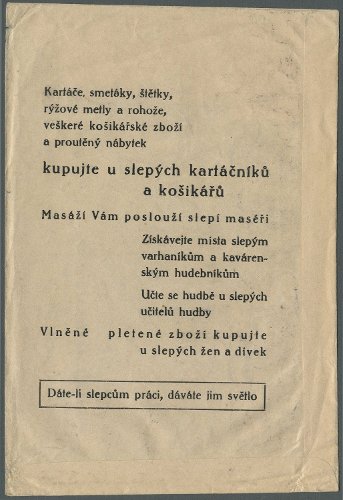 Kartáče, smetáky, štětky,
rýžové metly a rohože,
veškeré košikářské zboží
a proutěný nábytek
kupujte u slepých kartáčníků
a košikářů
Masáží Vám poslouží slepí maséři
Získávejte mista slepým
varhaníkům a kaváren-
ským hudebníkům
Učte se hudbě u slepých
učitelů hudby
Vlněné pletené zboží kupujte
u slepých žen a dívek
Dáte-li slepcům práci, dáváte jim světlo